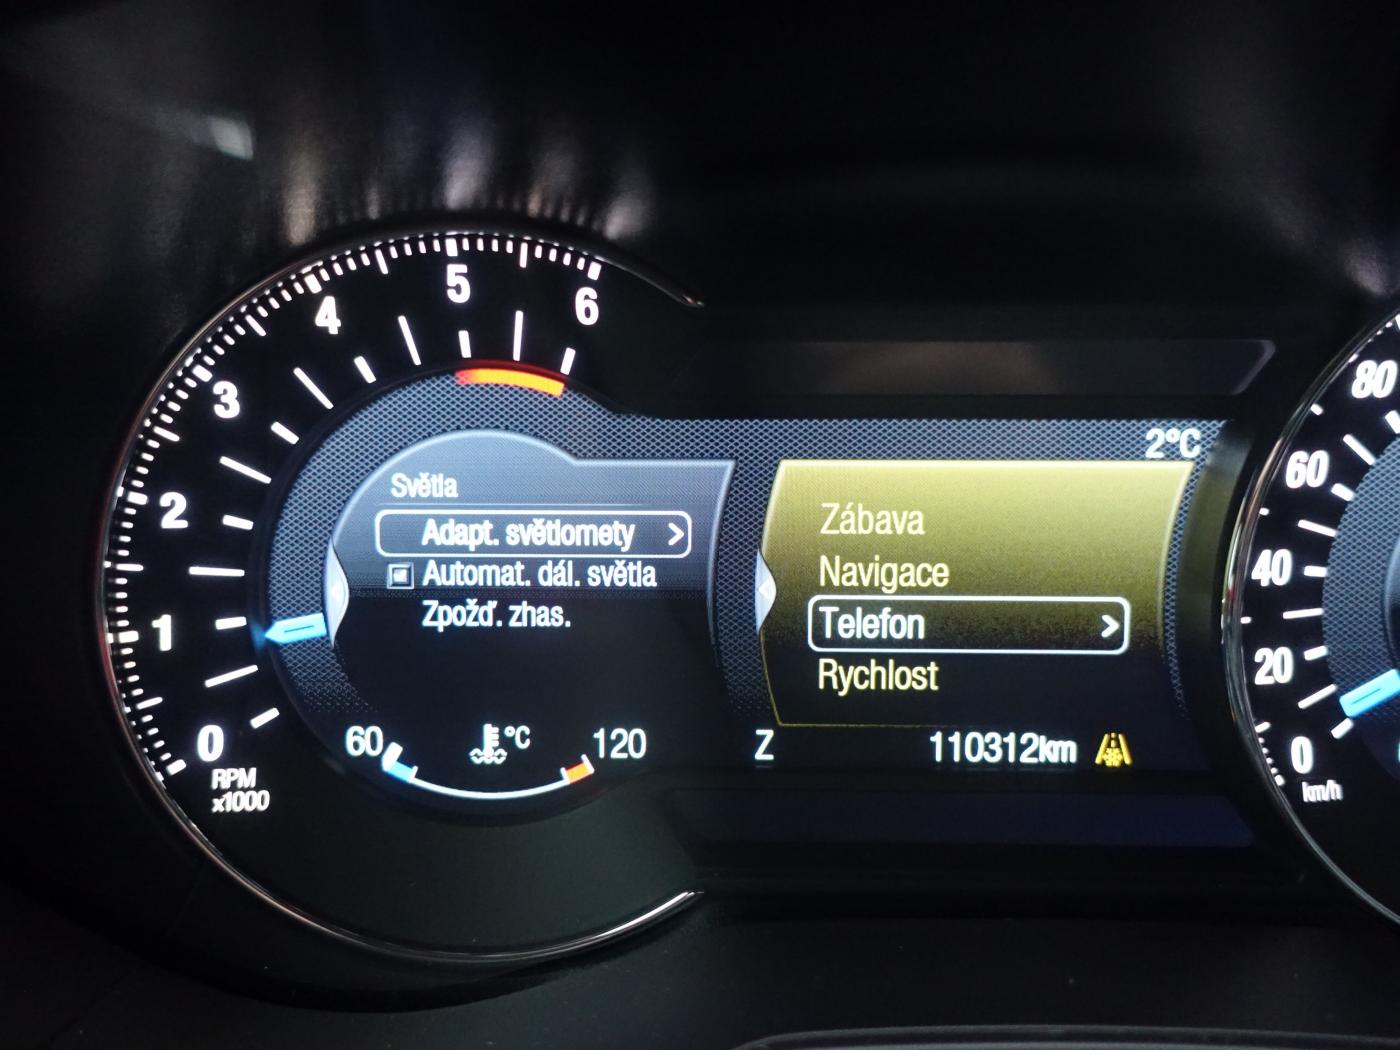 6
5
4
3
2
1
0
RPM
x1000
Světla
Adapt. světlomety >
Automat. dál. světla
Zpožď. zhas.
60 °C 120
2°C
Zábava
Navigace
Telefon >
Rychlost
Z 110312km
80
60
40
20
0
km/h